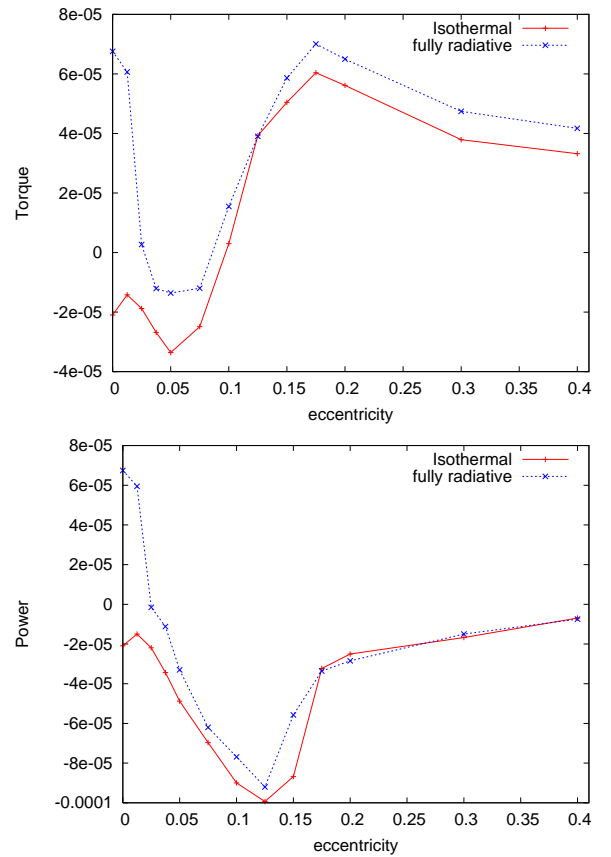 8e-05
Isothermal
fully radiative
6e-05
4e-05
2e-05
0
-2e-05
-4e-05
Torque
0 0.05 0.1 0.15 0.2 0.25 0.3 0.35 0.4
eccentricity
8e-05
Isothermal
fully radiative
6e-05
4e-05
2e-05
0
-2e-05
-4e-05
-6e-05
-8e-05
-0.0001
Power
0 0.05 0.1 0.15 0.2 0.25 0.3 0.35 0.4
eccentricity